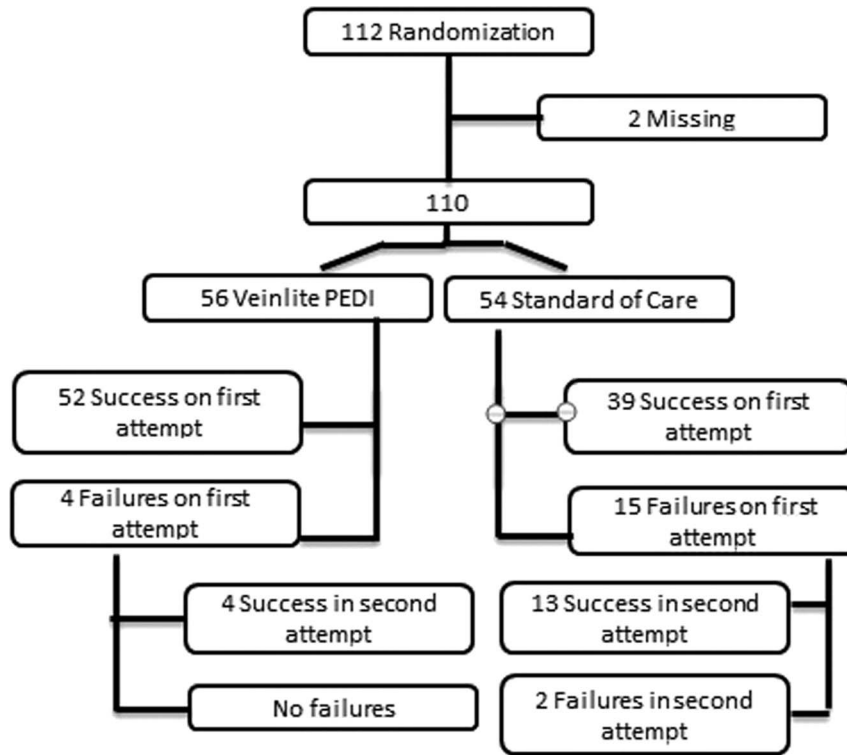 112 Randomization
2 Missing
110
56 Veinlite PEDI
54 Standard of Care
52 Success on first
attempt
39 Success on first
attempt
4 Failures on first
attempt
15 Failures on first
attempt
4 Success in second
attempt
13 Success in second
attempt
No failures
2 Failures in second
attempt